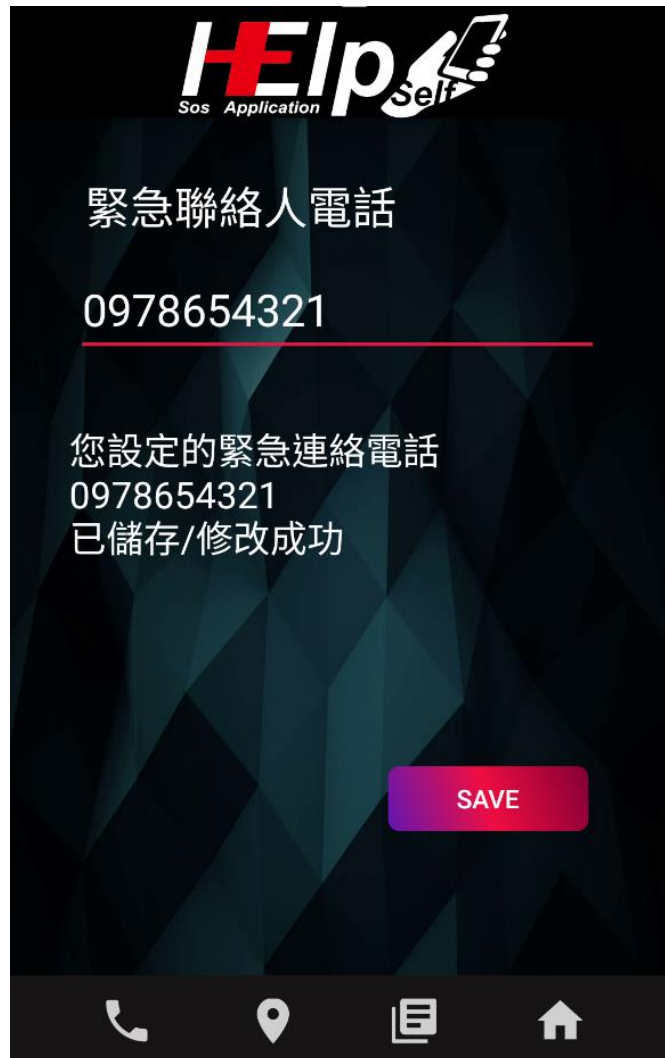 HElp
Self
Sos Application
緊急聯絡人電話
0978654321
您設定的緊急連絡電話
0978654321
已儲存/修改成功
SAVE